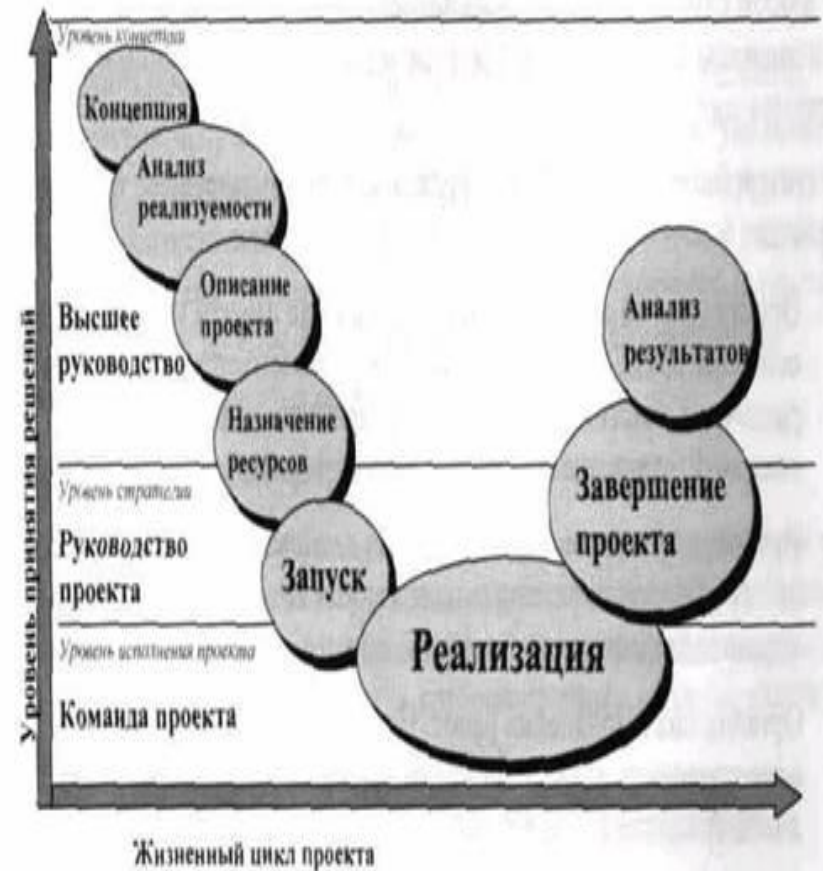 Уровень концепции
Концепция
Анализ
реализуемости
Описание
проекта
Высшее
руководство
Анализ
результатов
Назначение
ресурсов
Уровень стратегии
Завершение
проекта
Руководство
проекта
Запуск
Уровень исполнения проекта
Реализация
Команда проекта
Уровень принятия решений
Жизненный цикл проекта